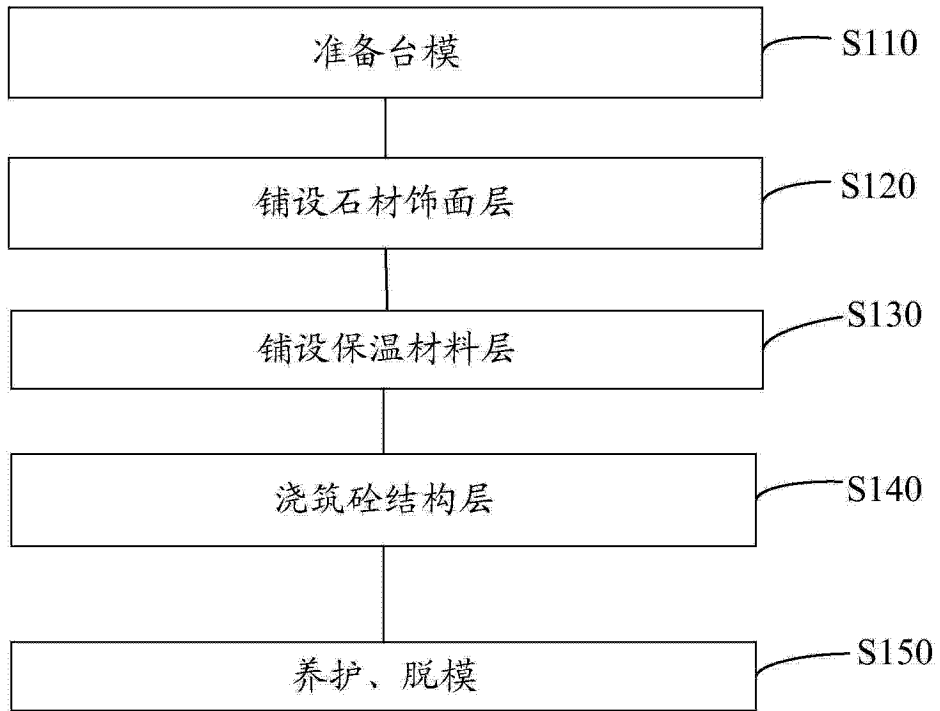 准备台模
S110
铺设石材饰面层
S120
铺设保温材料层
S130
浇筑砼结构层
S140
养护、脱模
S150